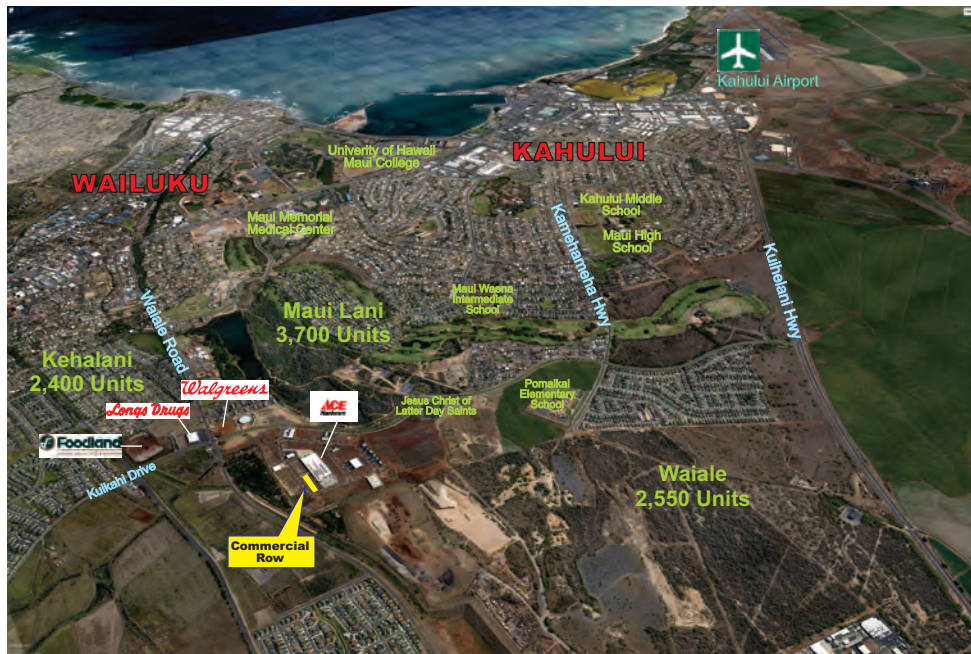 Kahului Airport
Univerity of Hawaii
Maui College
KAHULUI
WAILUKU
Kahului Middle
School
Maui Memorial
Medical Center
Maui High
School
Kamehameha Hwy
Kuihelani Hwy
Maui Waena
Intermediate
School
Waiale Road
Maui Lani
3,700 Units
Kehalani
2,400 Units
Walgreens
Pomaikai
Elementary
School
Longs Drugs
ACE
Hardware
Jesus Christ of
Latter Day Saints
Foodland
Kuikahi Drive
Waiale
2,550 Units
Commercial
Row